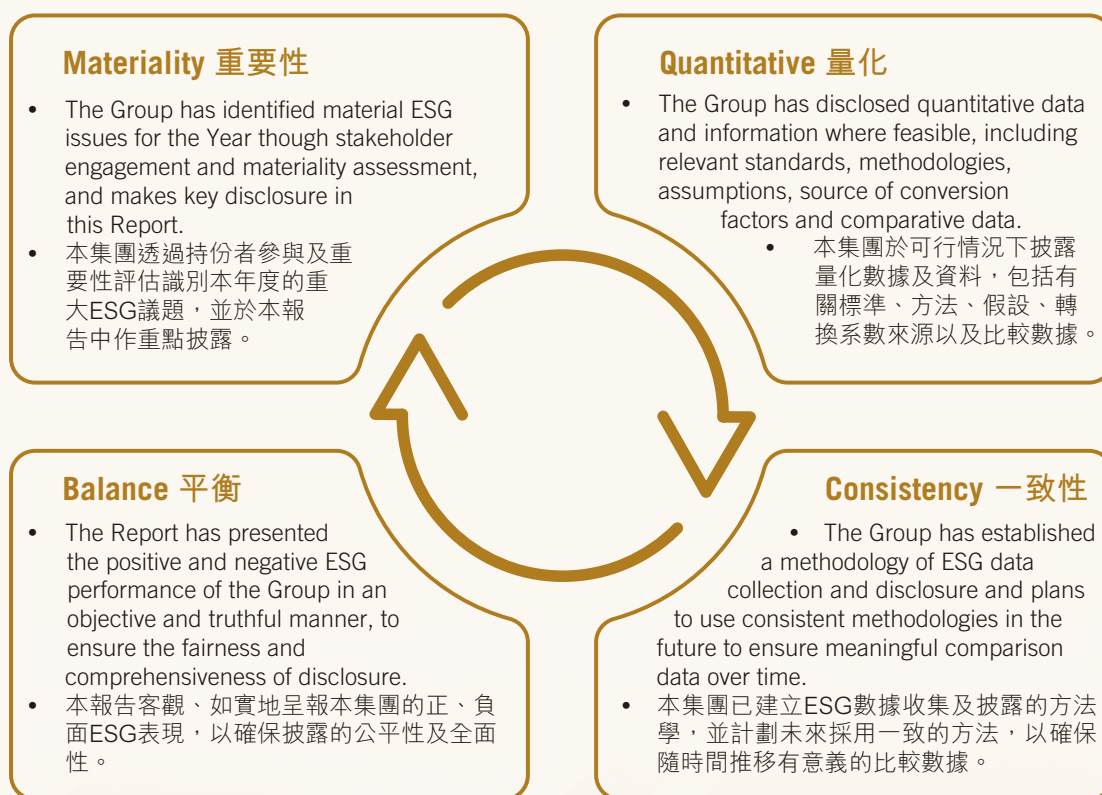 Materiality 重要性
• The Group has identified material ESG
issues for the Year though stakeholder
engagement and materiality assessment,
and makes key disclosure in
this Report.
• 本集團透過持份者參與及重
要性評估識別本年度的重
大ESG議題，並於本報
告中作重點披露。
Quantitative 量化
• The Group has disclosed quantitative data
and information where feasible, including
relevant standards, methodologies,
assumptions, source of conversion
factors and comparative data.
• 本集團於可行情況下披露
量化數據及資料，包括有
關標準、方法、假設、轉
換系數來源以及比較數據。
Balance 平衡
• The Report has presented
the positive and negative ESG
performance of the Group in an
objective and truthful manner, to
ensure the fairness and
comprehensiveness of disclosure.
• 本報告客觀、如實地呈報本集團的正、負
面ESG表現，以確保披露的公平性及全面
性。
Consistency 一致性
• The Group has established
a methodology of ESG data
collection and disclosure and plans
to use consistent methodologies in the
future to ensure meaningful comparison
data over time.
• 本集團已建立ESG數據收集及披露的方法
學，並計劃未來採用一致的方法，以確保
隨時間推移有意義的比較數據。